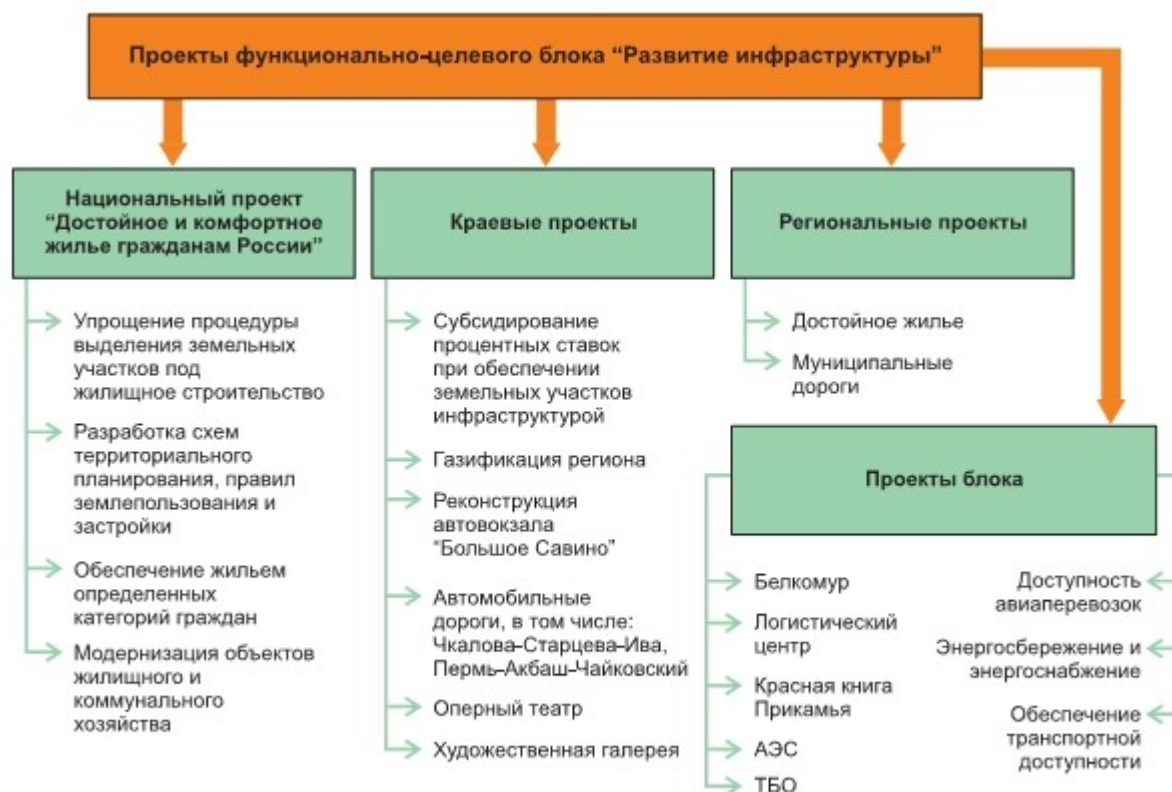 Проекты функционально-целевого блока “Развитие инфраструктуры”
Национальный проект
“Достойное и комфортное
жилье гражданам России”
Упрощение процедуры
выделения земельных
участков под
жилищное строительство
Разработка схем
территориального
планирования, правил
землепользования и
застройки
Обеспечение жильем
определенных
категорий граждан
Модернизация объектов
жилищного и
коммунального
хозяйства
Краевые проекты
Субсидирование
процентных ставок
при обеспечении
земельных участков
инфраструктурой
Газификация региона
Реконструкция
автовокзала
“Большое Савино”
Автомобильные
дороги, в том числе:
Чкалова-Старцева-Ива,
Пермь-Акбаш-Чайковский
Оперный театр
Художественная галерея
Региональные проекты
Достойное жилье
Муниципальные
дороги
Проекты блока
Белкомур
Логистический
центр
Красная книга
Прикамья
АЭС
ТБО
Доступность
авиаперевозок
Энергосбережение и
энергоснабжение
Обеспечение
транспортной
доступности